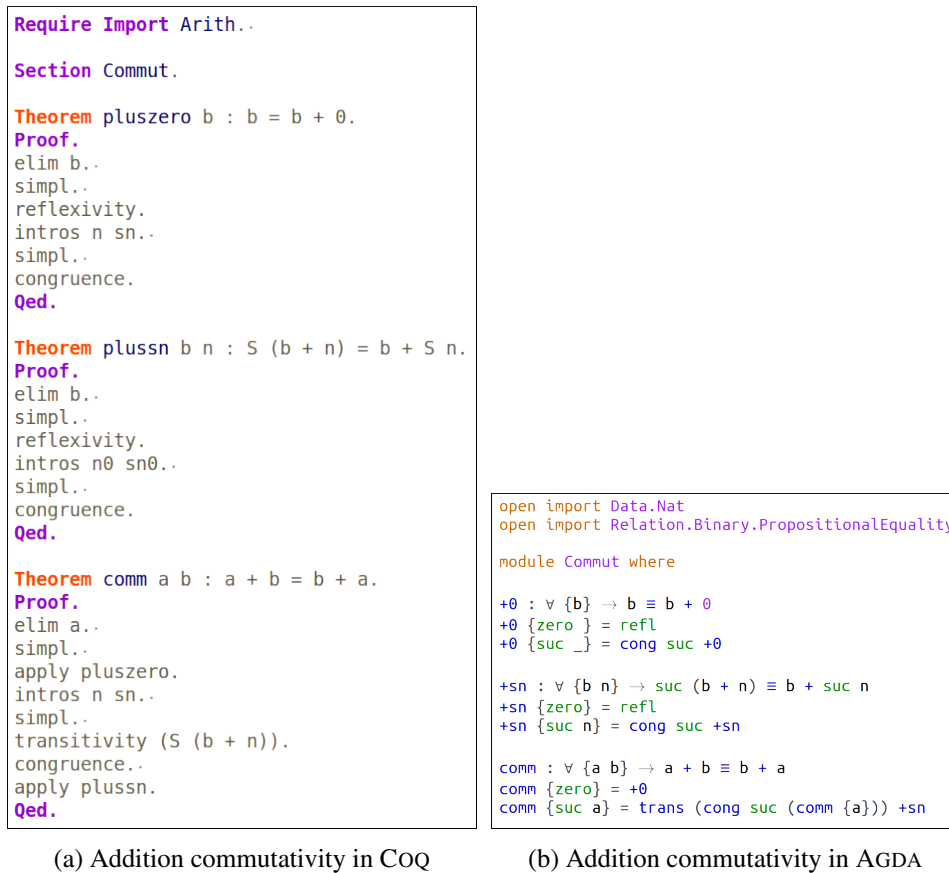 Require Import Arith.
Section Commut.
Theorem pluszero b : b = b + 0.
Proof.
elim b.
simpl.
reflexivity.
intros n sn.
simpl.
congruence.
Qed.
Theorem plussn b n : S (b + n) = b + S n.
Proof.
elim b.
simpl.
reflexivity.
intros n0 sn0.
simpl.
congruence.
Qed.
Theorem comm a b : a + b = b + a.
Proof.
elim a.
simpl.
apply pluszero.
intros n sn.
simpl.
transitivity (S (b + n)).
congruence.
apply plussn.
Qed.
(a) Addition commutativity in COQ
open import Data.Nat
open import Relation.Binary.PropositionalEquality
module Commut where
+0 : ∀ {b} → b ≡ b + 0
+0 {zero } = refl
+0 {suc _} = cong suc +0
+sn : ∀ {b n} → suc (b + n) ≡ b + suc n
+sn {zero} = refl
+sn {suc n} = cong suc +sn
comm : ∀ {a b} → a + b ≡ b + a
comm {zero} = +0
comm {suc a} = trans (cong suc (comm {a})) +sn
(b) Addition commutativity in AGDA